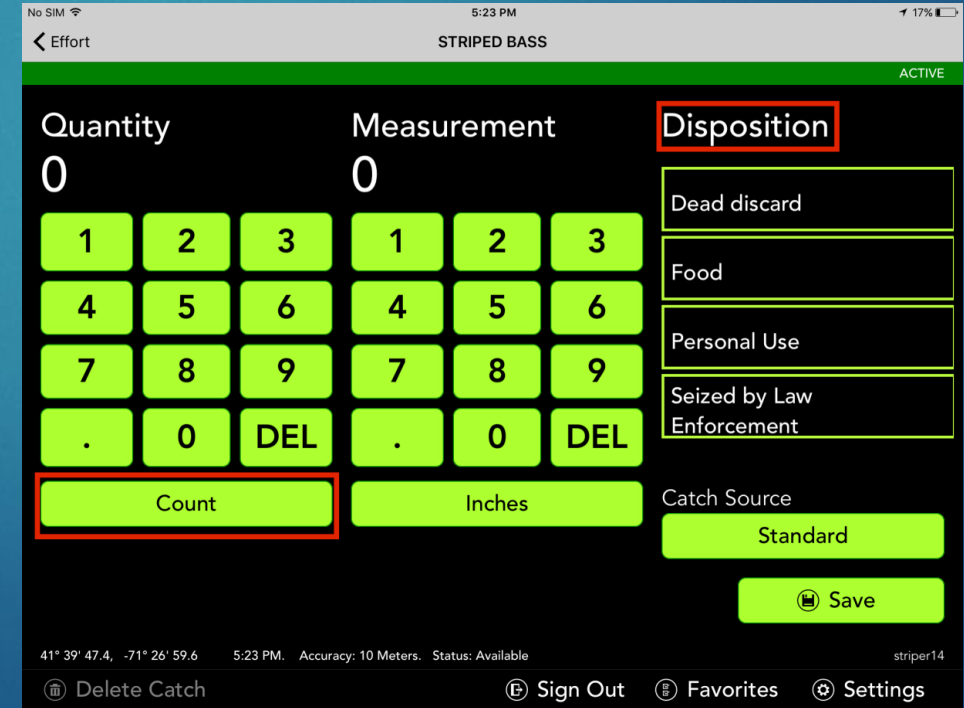 No SIM 5:23 PM 17%
Effort STRIPED BASS
ACTIVE
Quantity Measurement Disposition
0 0
Dead discard
1 2 3 1 2 3
Food
4 5 6 4 5 6
Personal Use
7 8 9 7 8 9
Seized by Law
Enforcement
. 0 DEL . 0 DEL
Count Inches
Catch Source
Standard
Save
41° 39' 47.4, -71° 26' 59.6 5:23 PM. Accuracy: 10 Meters. Status: Available striper14
Delete Catch Sign Out Favorites Settings